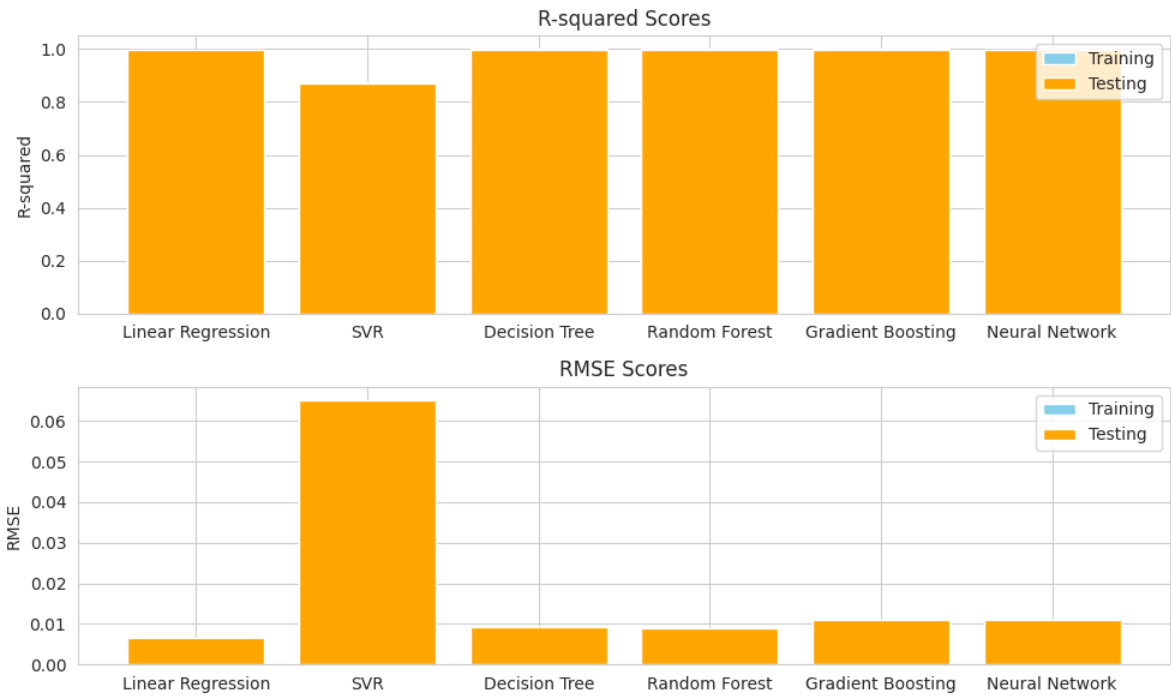 R-squared Scores
1.0
0.8
0.6
0.4
0.2
0.0
R-squared
Training
Testing
Linear Regression SVR Decision Tree Random Forest Gradient Boosting Neural Network
RMSE Scores
0.06
0.05
0.04
0.03
0.02
0.01
0.00
RMSE
Training
Testing
Linear Regression SVR Decision Tree Random Forest Gradient Boosting Neural Network